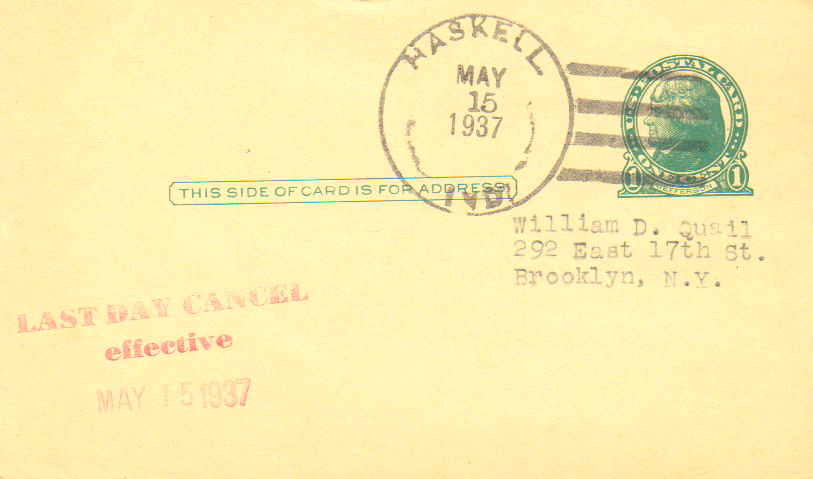 HASKELL
MAY
15
1937
IND.
U.S. POSTAL CARD
ONE CENT
1 JEFFERSON 1
THIS SIDE OF CARD IS FOR ADDRESS
William D. Quail
292 East 17th St.
Brooklyn, N.Y.
LAST DAY CANCEL
effective
MAY 15 1937